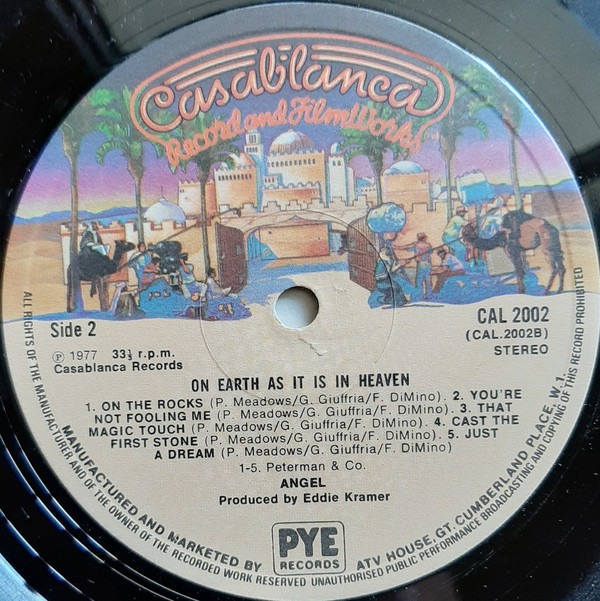 Casablanca
Record and FilmWorks
Side 2
CAL 2002
(CAL.2002B)
STEREO
℗ 1977 33⅓ r.p.m.
Casablanca Records
ON EARTH AS IT IS IN HEAVEN
1. ON THE ROCKS (P. Meadows/G. Giuffria/F. DiMino). 2. YOU'RE
NOT FOOLING ME (P. Meadows/G. Giuffria/F. DiMino). 3. THAT
MAGIC TOUCH (P. Meadows/G. Giuffria/F. DiMino). 4. CAST THE
FIRST STONE (P. Meadows/G. Giuffria/F. DiMino). 5. JUST
A DREAM (P. Meadows/G. Giuffria/F. DiMino)
1-5. Peterman & Co.
ANGEL
Produced by Eddie Kramer
MANUFACTURED AND MARKETED BY
PYE
RECORDS
ATV HOUSE, GT. CUMBERLAND PLACE, W.1.
ALL RIGHTS OF THE MANUFACTURER AND OF THE OWNER OF THE RECORDED WORK RESERVED UNAUTHORISED PUBLIC PERFORMANCE BROADCASTING AND COPYING OF THIS RECORD PROHIBITED